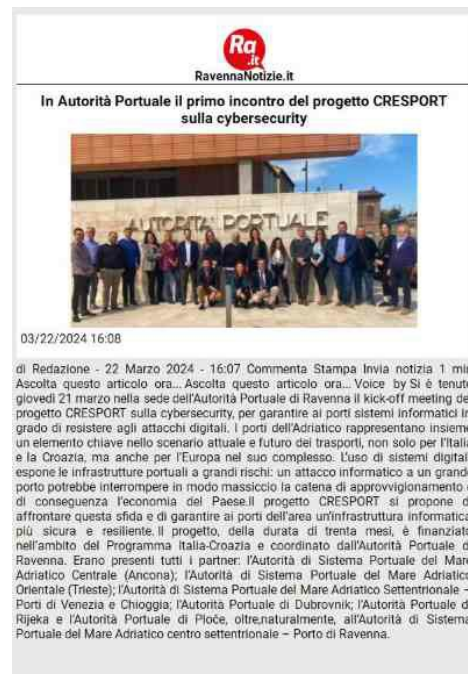 Ra
.it
RavennaNotizie.it
In Autorità Portuale il primo incontro del progetto CRESPORT
sulla cybersecurity
AUTORITA' PORTUALE
03/22/2024 16:08
di Redazione - 22 Marzo 2024 - 16:07 Commenta Stampa Invia notizia 1 min
Ascolta questo articolo ora... Ascolta questo articolo ora... Voice by Si è tenuto
giovedì 21 marzo nella sede dell'Autorità Portuale di Ravenna il kick-off meeting del
progetto CRESPORT sulla cybersecurity, per garantire ai porti sistemi informatici in
grado di resistere agli attacchi digitali. I porti dell'Adriatico rappresentano insieme
un elemento chiave nello scenario attuale e futuro dei trasporti, non solo per l'Italia
e la Croazia, ma anche per l'Europa nel suo complesso. L'uso di sistemi digitali
espone le infrastrutture portuali a grandi rischi: un attacco informatico a un grande
porto potrebbe interrompere in modo massiccio la catena di approvvigionamento e
di conseguenza l'economia del Paese.Il progetto CRESPORT si propone di
affrontare questa sfida e di garantire ai porti dell'area un'infrastruttura informatica
più sicura e resiliente. Il progetto, della durata di trenta mesi, è finanziato
nell'ambito del Programma Italia-Croazia e coordinato dall'Autorità Portuale di
Ravenna. Erano presenti tutti i partner: l'Autorità di Sistema Portuale del Mare
Adriatico Centrale (Ancona); l'Autorità di Sistema Portuale del Mare Adriatico
Orientale (Trieste); l'Autorità di Sistema Portuale del Mare Adriatico Settentrionale –
Porti di Venezia e Chioggia; l'Autorità Portuale di Dubrovnik; l'Autorità Portuale di
Rijeka e l'Autorità Portuale di Ploče, oltre,naturalmente, all'Autorità di Sistema
Portuale del Mare Adriatico centro settentrionale – Porto di Ravenna.